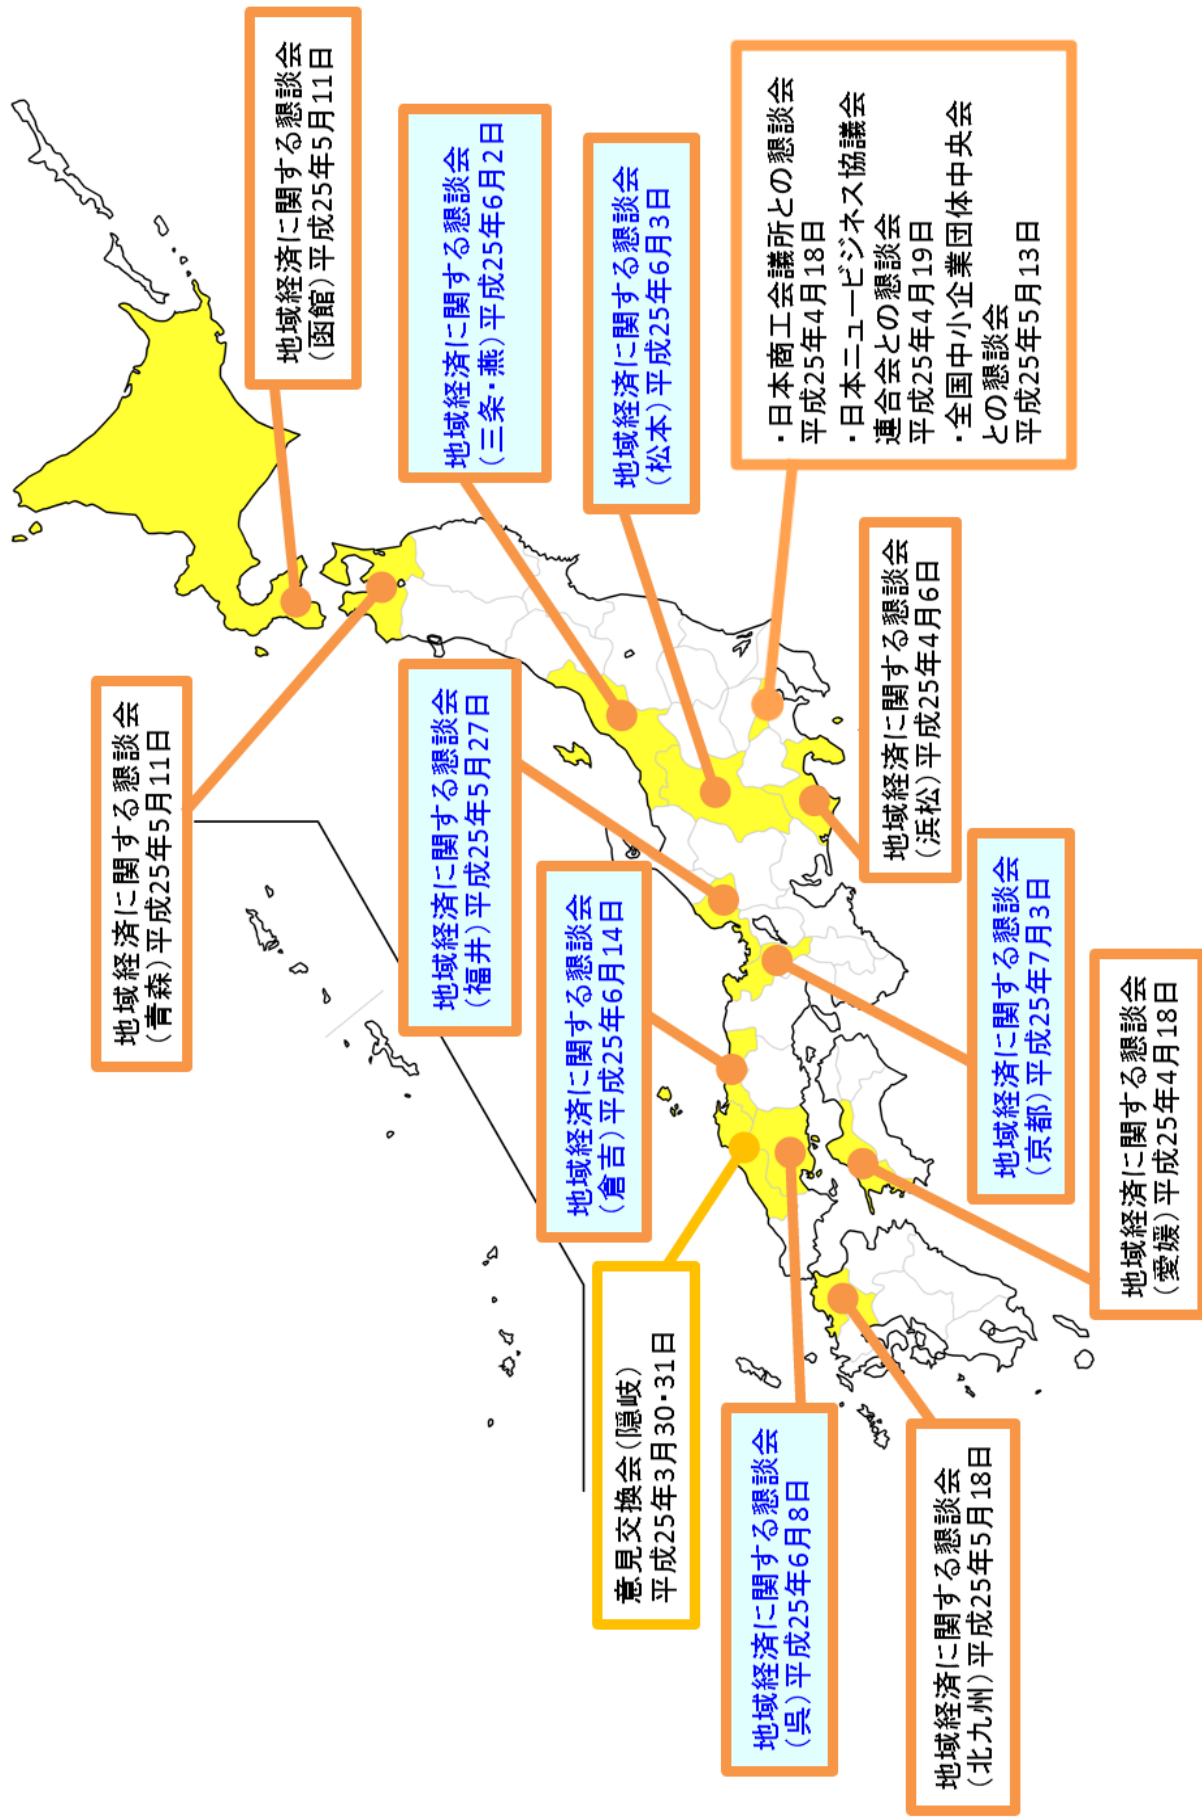 地域経済に関する懇談会
(青森)平成25年5月11日
地域経済に関する懇談会
(函館)平成25年5月11日
地域経済に関する懇談会
(福井)平成25年5月27日
地域経済に関する懇談会
(三条・燕)平成25年6月2日
地域経済に関する懇談会
(倉吉)平成25年6月14日
地域経済に関する懇談会
(松本)平成25年6月3日
意見交換会(隠岐)
平成25年3月30・31日
・日本商工会議所との懇談会
平成25年4月18日
・日本ニュービジネス協議会
連合会との懇談会
平成25年4月19日
・全国中小企業団体中央会
との懇談会
平成25年5月13日
地域経済に関する懇談会
(呉)平成25年6月8日
地域経済に関する懇談会
(浜松)平成25年4月6日
地域経済に関する懇談会
(北九州)平成25年5月18日
地域経済に関する懇談会
(京都)平成25年7月3日
地域経済に関する懇談会
(愛媛)平成25年4月18日